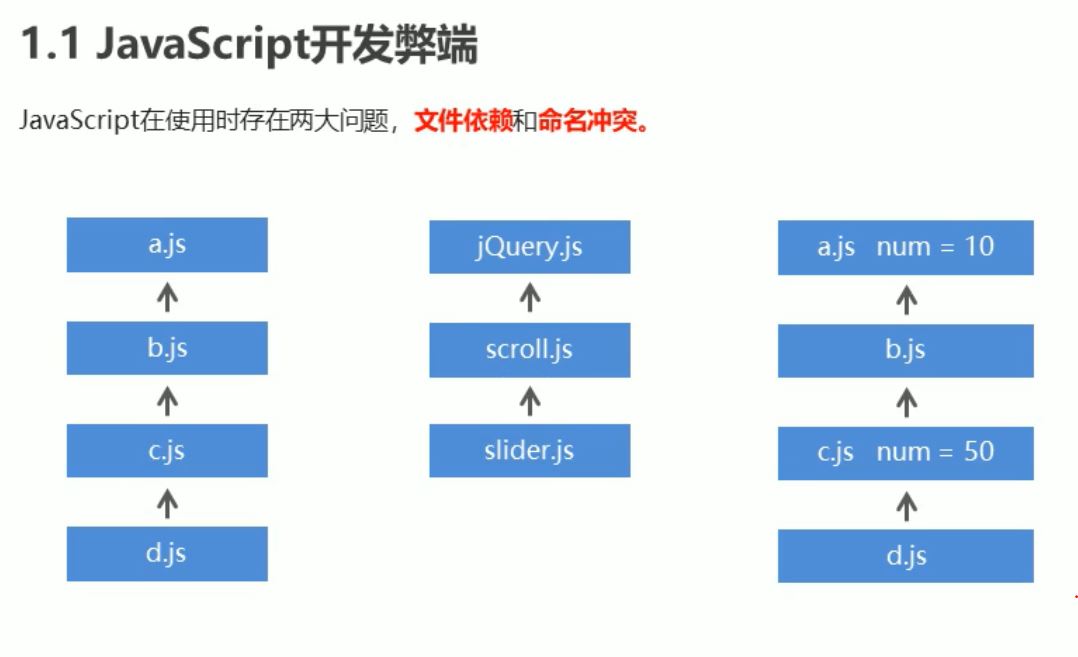 1.1 JavaScript开发弊端
JavaScript在使用时存在两大问题，文件依赖和命名冲突。
a.js
b.js
c.js
d.js
jQuery.js
scroll.js
slider.js
a.js num = 10
b.js
c.js num = 50
d.js